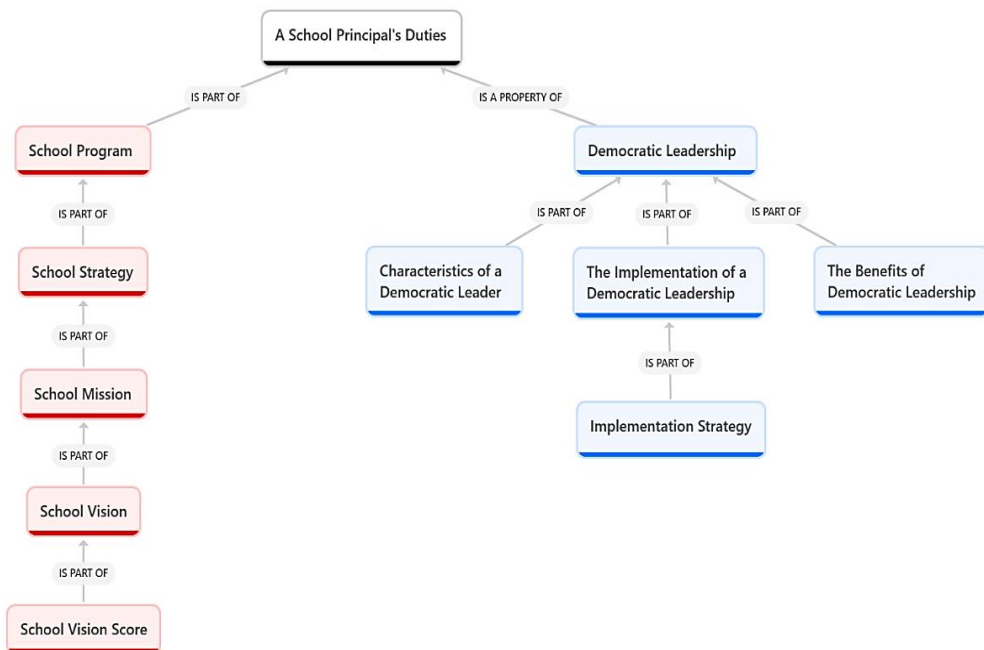 A School Principal's Duties
IS PART OF
IS A PROPERTY OF
School Program
Democratic Leadership
IS PART OF
IS PART OF
IS PART OF
IS PART OF
School Strategy
Characteristics of a
Democratic Leader
The Implementation of a
Democratic Leadership
The Benefits of
Democratic Leadership
IS PART OF
IS PART OF
School Mission
Implementation Strategy
IS PART OF
School Vision
IS PART OF
School Vision Score